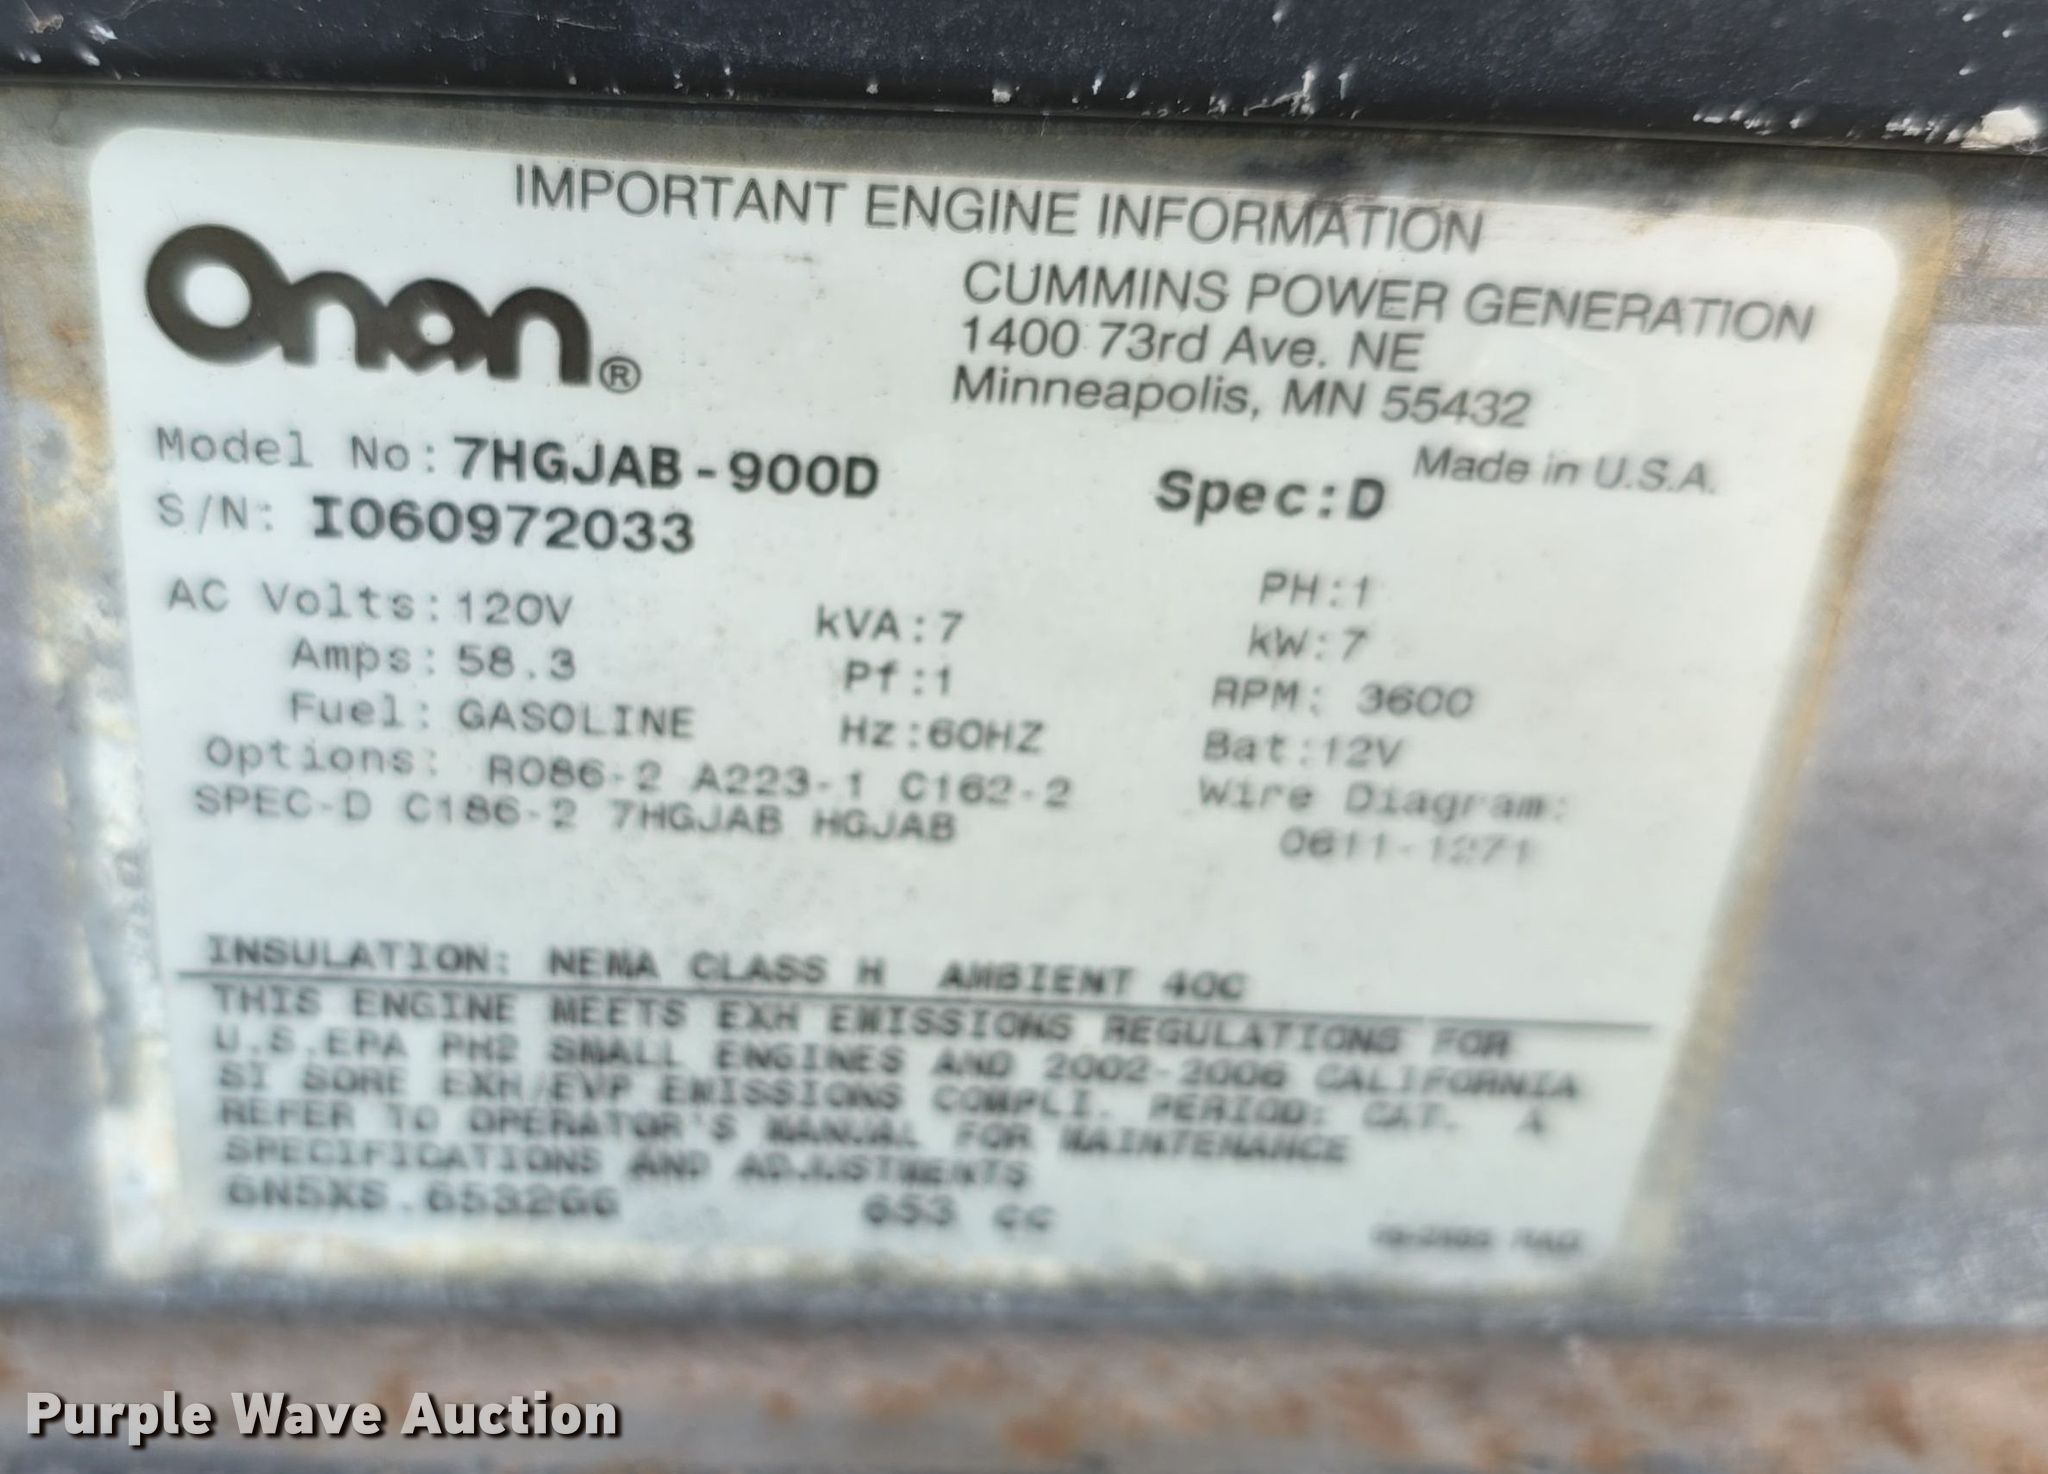 IMPORTANT ENGINE INFORMATION
Onan®
CUMMINS POWER GENERATION
1400 73rd Ave. NE
Minneapolis, MN 55432
Made in U.S.A.
Model No: 7HGJAB-900D
Spec:D
S/N: I060972033
AC Volts: 120V
kVA:7
PH:1
Amps: 58.3
Pf:1
kW:7
Fuel: GASOLINE
Hz:60HZ
RPM: 3600
Options: R086-2 A223-1 C162-2
Bat:12V
SPEC-D C186-2 7HGJAB HGJAB
Wire Diagram:
0611-1271
INSULATION: NEMA CLASS H AMBIENT 40C
THIS ENGINE MEETS EXH EMISSIONS REGULATIONS FOR
U.S.EPA PH2 SMALL ENGINES AND 2002-2006 CALIFORNIA
SI SORE EXH/EVP EMISSIONS COMPLI. PERIOD: CAT. A
REFER TO OPERATOR'S MANUAL FOR MAINTENANCE
SPECIFICATIONS AND ADJUSTMENTS
6N5XS.6532G6
653 cc
Purple Wave Auction